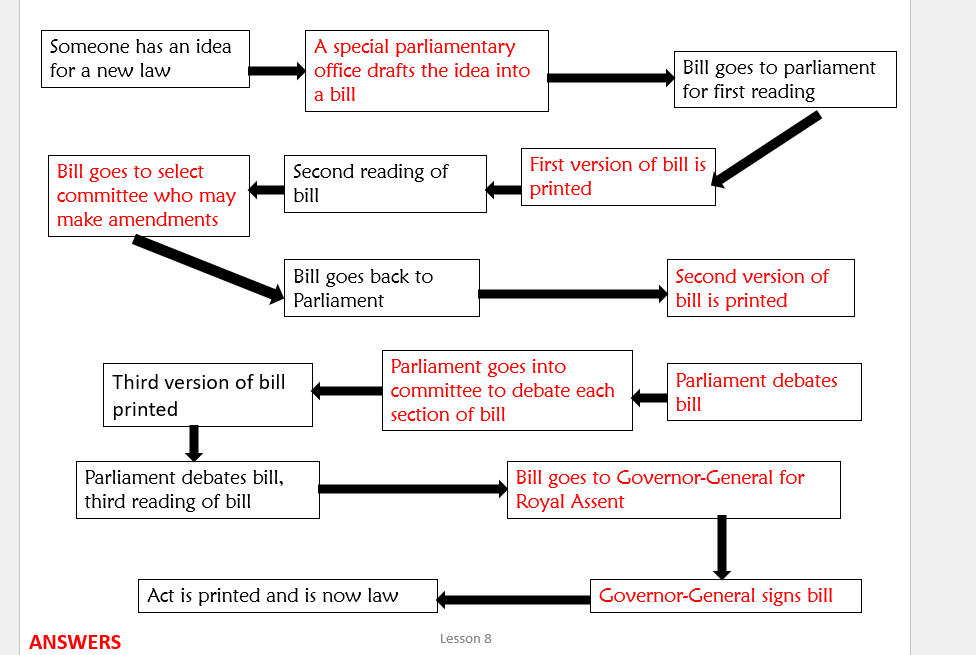 Someone has an idea
for a new law
A special parliamentary
office drafts the idea into
a bill
Bill goes to parliament
for first reading
First version of bill is
printed
Second reading of
bill
Bill goes to select
committee who may
make amendments
Bill goes back to
Parliament
Second version of
bill is printed
Parliament debates
bill
Parliament goes into
committee to debate each
section of bill
Third version of bill
printed
Parliament debates bill,
third reading of bill
Bill goes to Governor-General for
Royal Assent
Governor-General signs bill
Act is printed and is now law
ANSWERS
Lesson 8